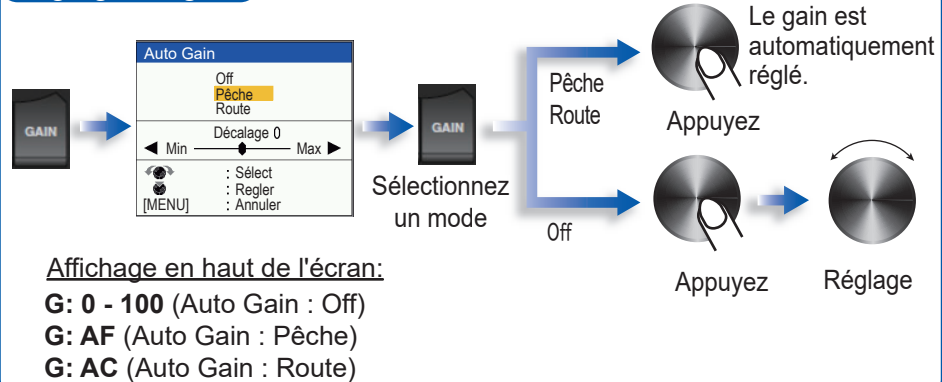 GAIN
Auto Gain
Off
Pêche
Route
Décalage 0
◀ Min Max ▶
: Sélect
: Regler
[MENU] : Annuler
GAIN
Sélectionnez
un mode
Pêche
Route
Off
Appuyez
Le gain est
automatiquement
réglé.
Appuyez
Réglage
Affichage en haut de l'écran:
G: 0 - 100 (Auto Gain : Off)
G: AF (Auto Gain : Pêche)
G: AC (Auto Gain : Route)